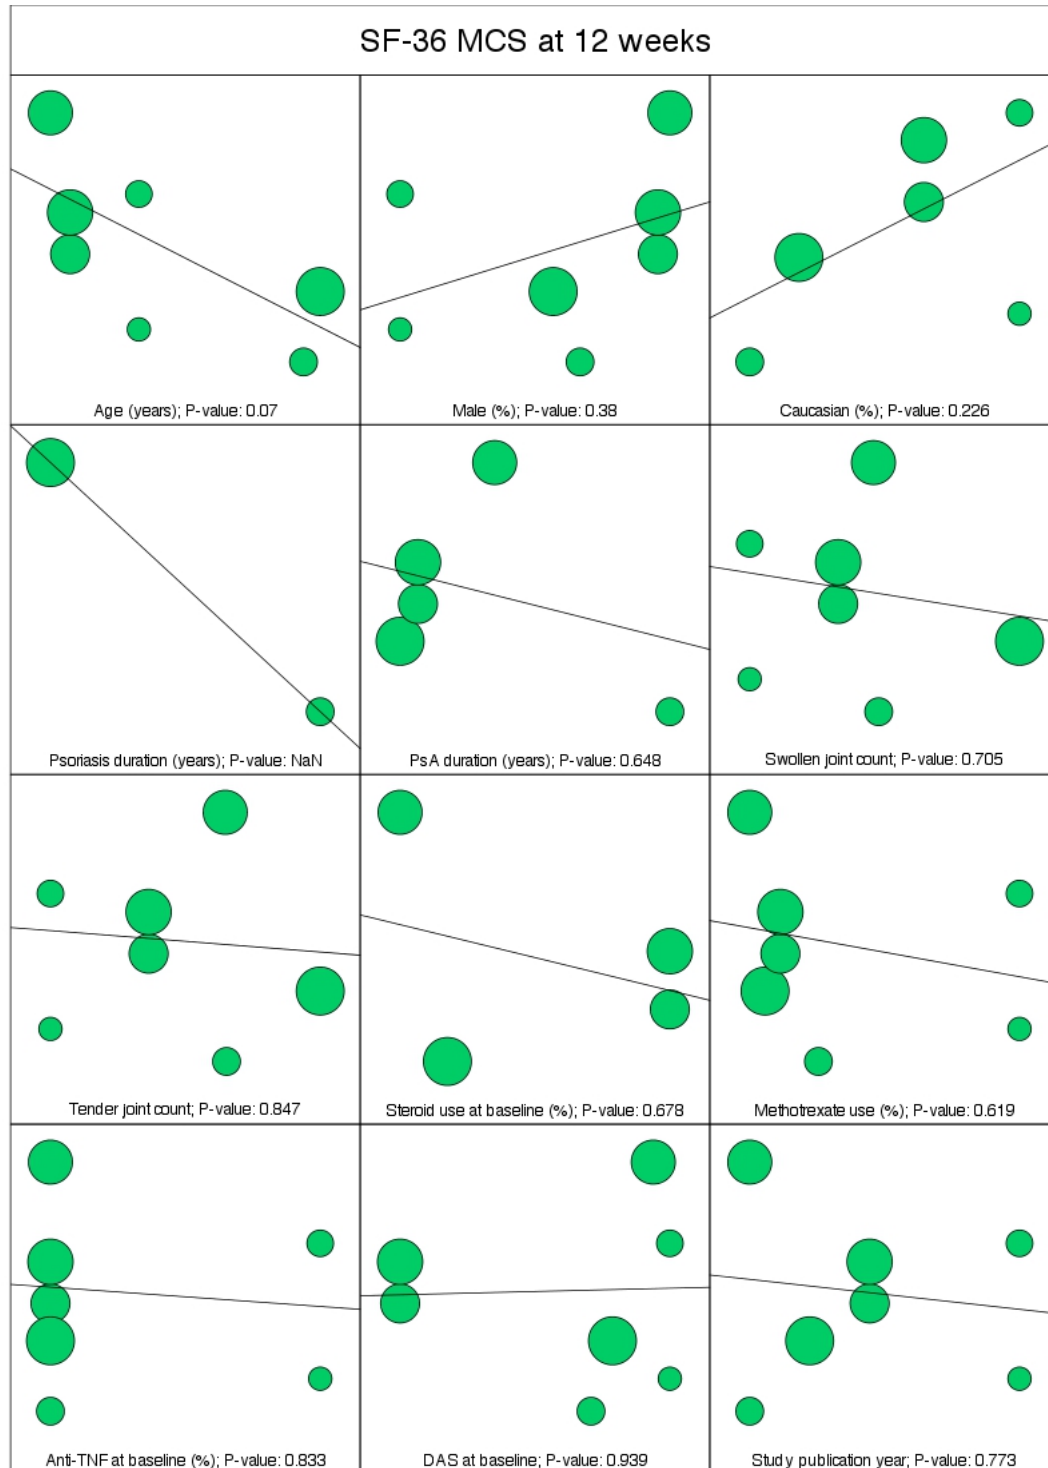 SF-36 MCS at 12 weeks
Age (years); P-value: 0.07
Male (%); P-value: 0.38
Caucasian (%); P-value: 0.226
Psoriasis duration (years); P-value: NaN
PsA duration (years); P-value: 0.648
Swollen joint count; P-value: 0.705
Tender joint count; P-value: 0.847
Steroid use at baseline (%); P-value: 0.678
Methotrexate use (%); P-value: 0.619
Anti-TNF at baseline (%); P-value: 0.833
DAS at baseline; P-value: 0.939
Study publication year; P-value: 0.773